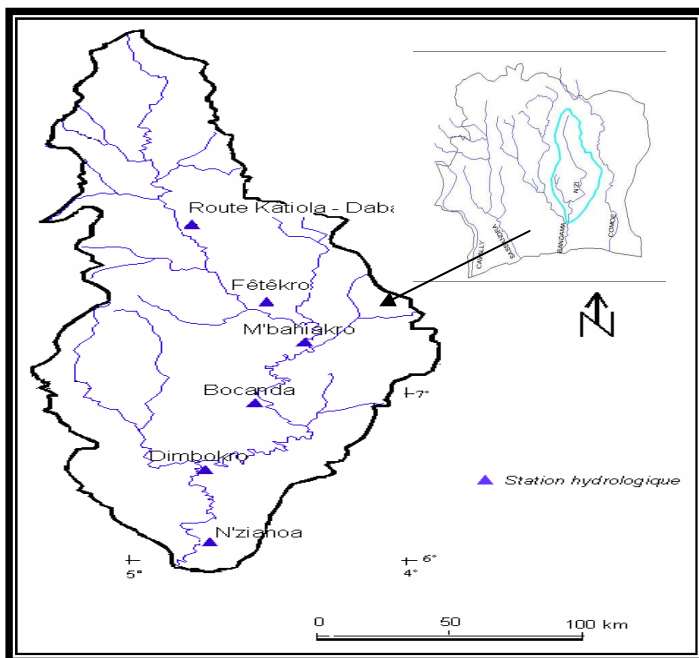 Route Katiola - Daba
Fêtêkro
M'bahiakro
Bocanda
Dimbokro
N'zianoa
CAVALLY
SASSANDRA
BANDAMA
N'ZI
COMOE
N
7°
5°
4°
6°
Station hydrologique
0 50 100 km